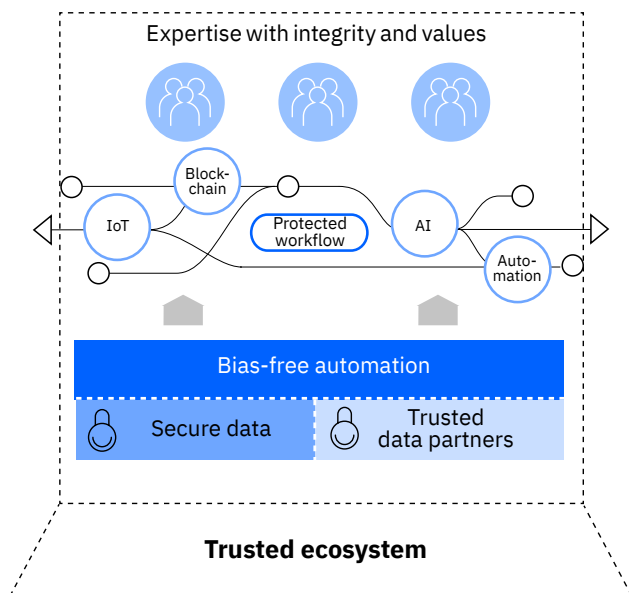 Expertise with integrity and values
Block-
chain
IoT
Protected
workflow
AI
Auto-
mation
Bias-free automation
Secure data
Trusted
data partners
Trusted ecosystem